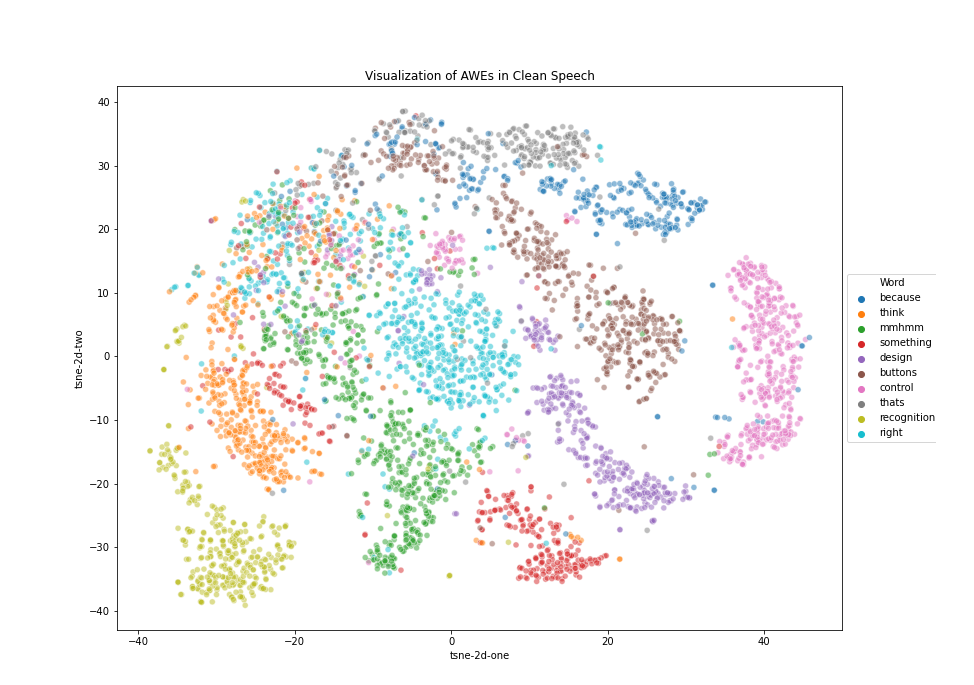 Visualization of AWEs in Clean Speech
40
30
20
10
0
−10
−20
−30
−40
tsne-2d-two
−40
−20
0
20
40
tsne-2d-one
Word
because
think
mmhmm
something
design
buttons
control
thats
recognition
right